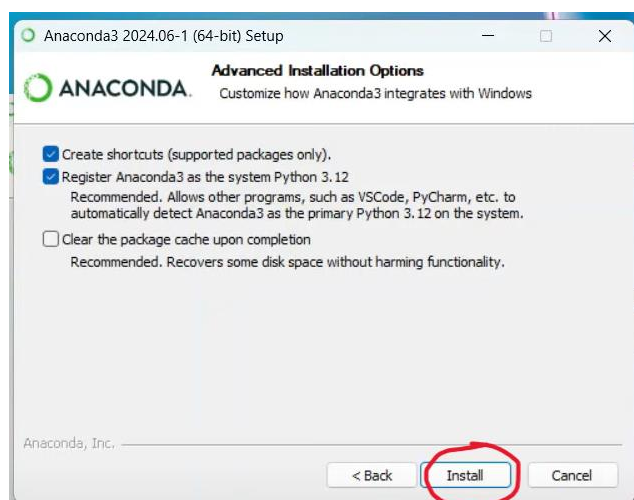 Anaconda3 2024.06-1 (64-bit) Setup
ANACONDA.
Advanced Installation Options
Customize how Anaconda3 integrates with Windows
Create shortcuts (supported packages only).
Register Anaconda3 as the system Python 3.12
Recommended. Allows other programs, such as VSCode, PyCharm, etc. to
automatically detect Anaconda3 as the primary Python 3.12 on the system.
Clear the package cache upon completion
Recommended. Recovers some disk space without harming functionality.
Anaconda, Inc.
< Back
Install
Cancel